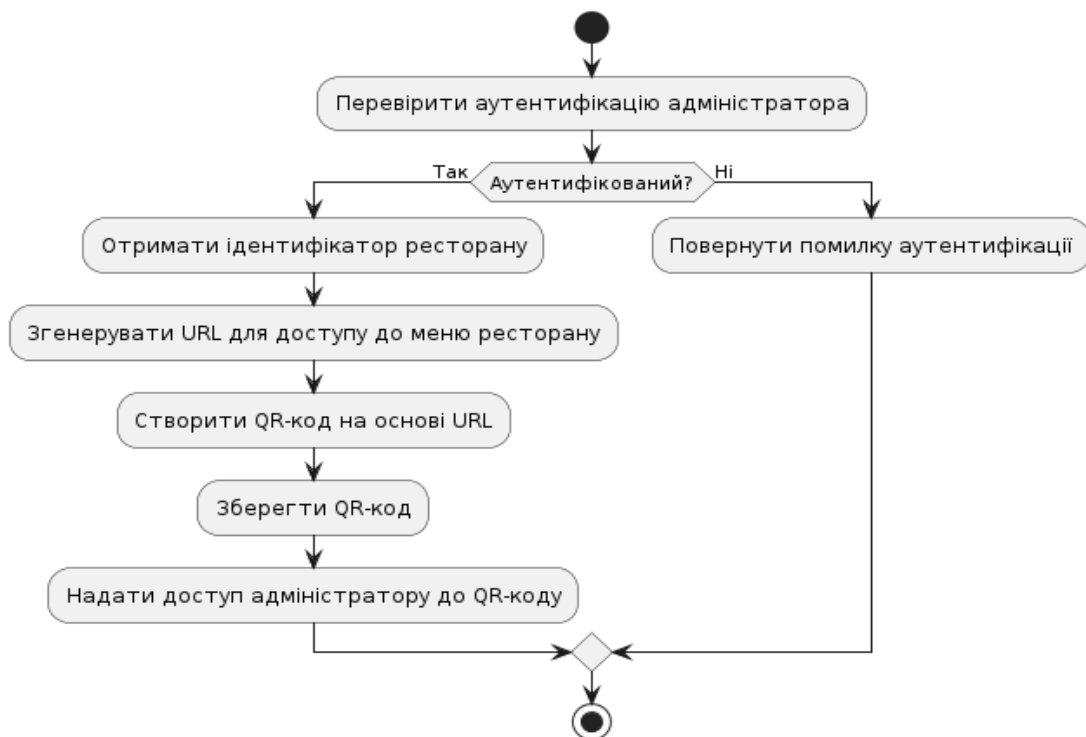 Перевірити аутентифікацію адміністратора
Так
Аутентифікований?
Ні
Отримати ідентифікатор ресторану
Повернути помилку аутентифікації
Згенерувати URL для доступу до меню ресторану
Створити QR-код на основі URL
Зберегти QR-код
Надати доступ адміністратору до QR-коду